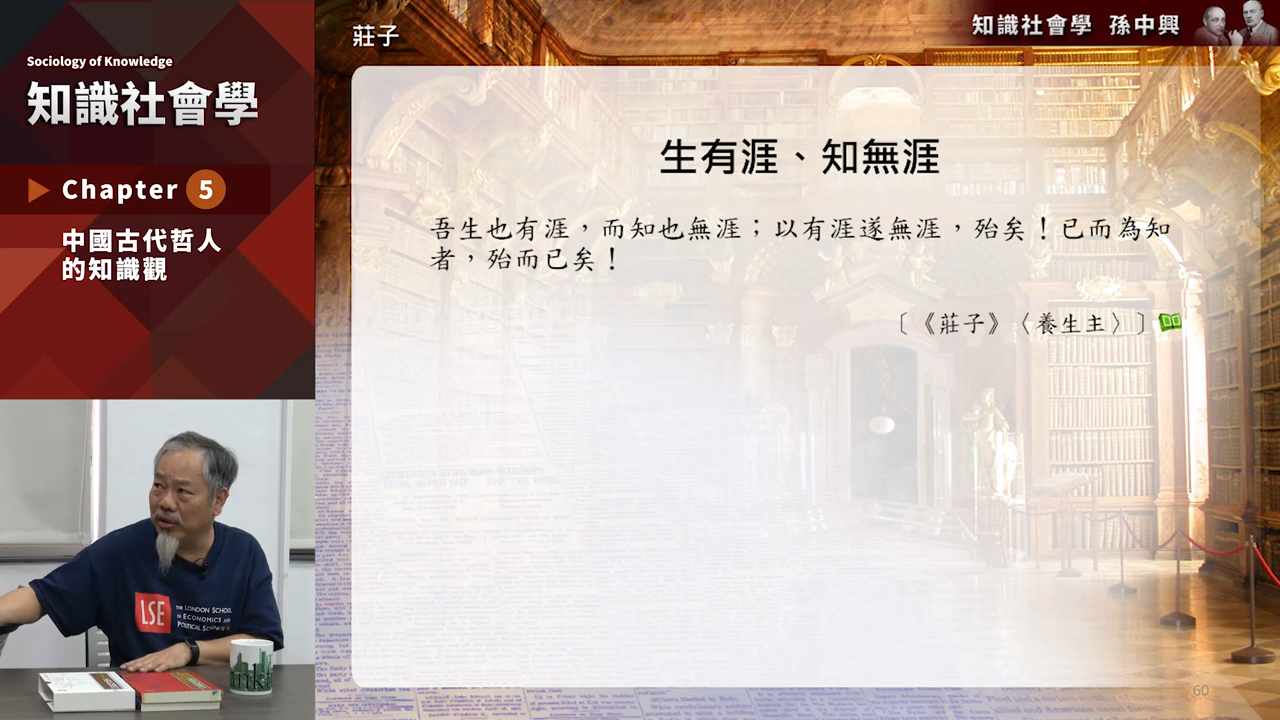 Sociology of Knowledge
知識社會學
Chapter 5
中國古代哲人
的知識觀
莊子
知識社會學 孫中興
生有涯、知無涯
吾生也有涯，而知也無涯；以有涯遂無涯，殆矣！已而為知
者，殆而已矣！
〔《莊子》〈養生主〉〕
LSE
THE LONDON SCHOOL
OF ECONOMICS AND
POLITICAL SCIENCE
60